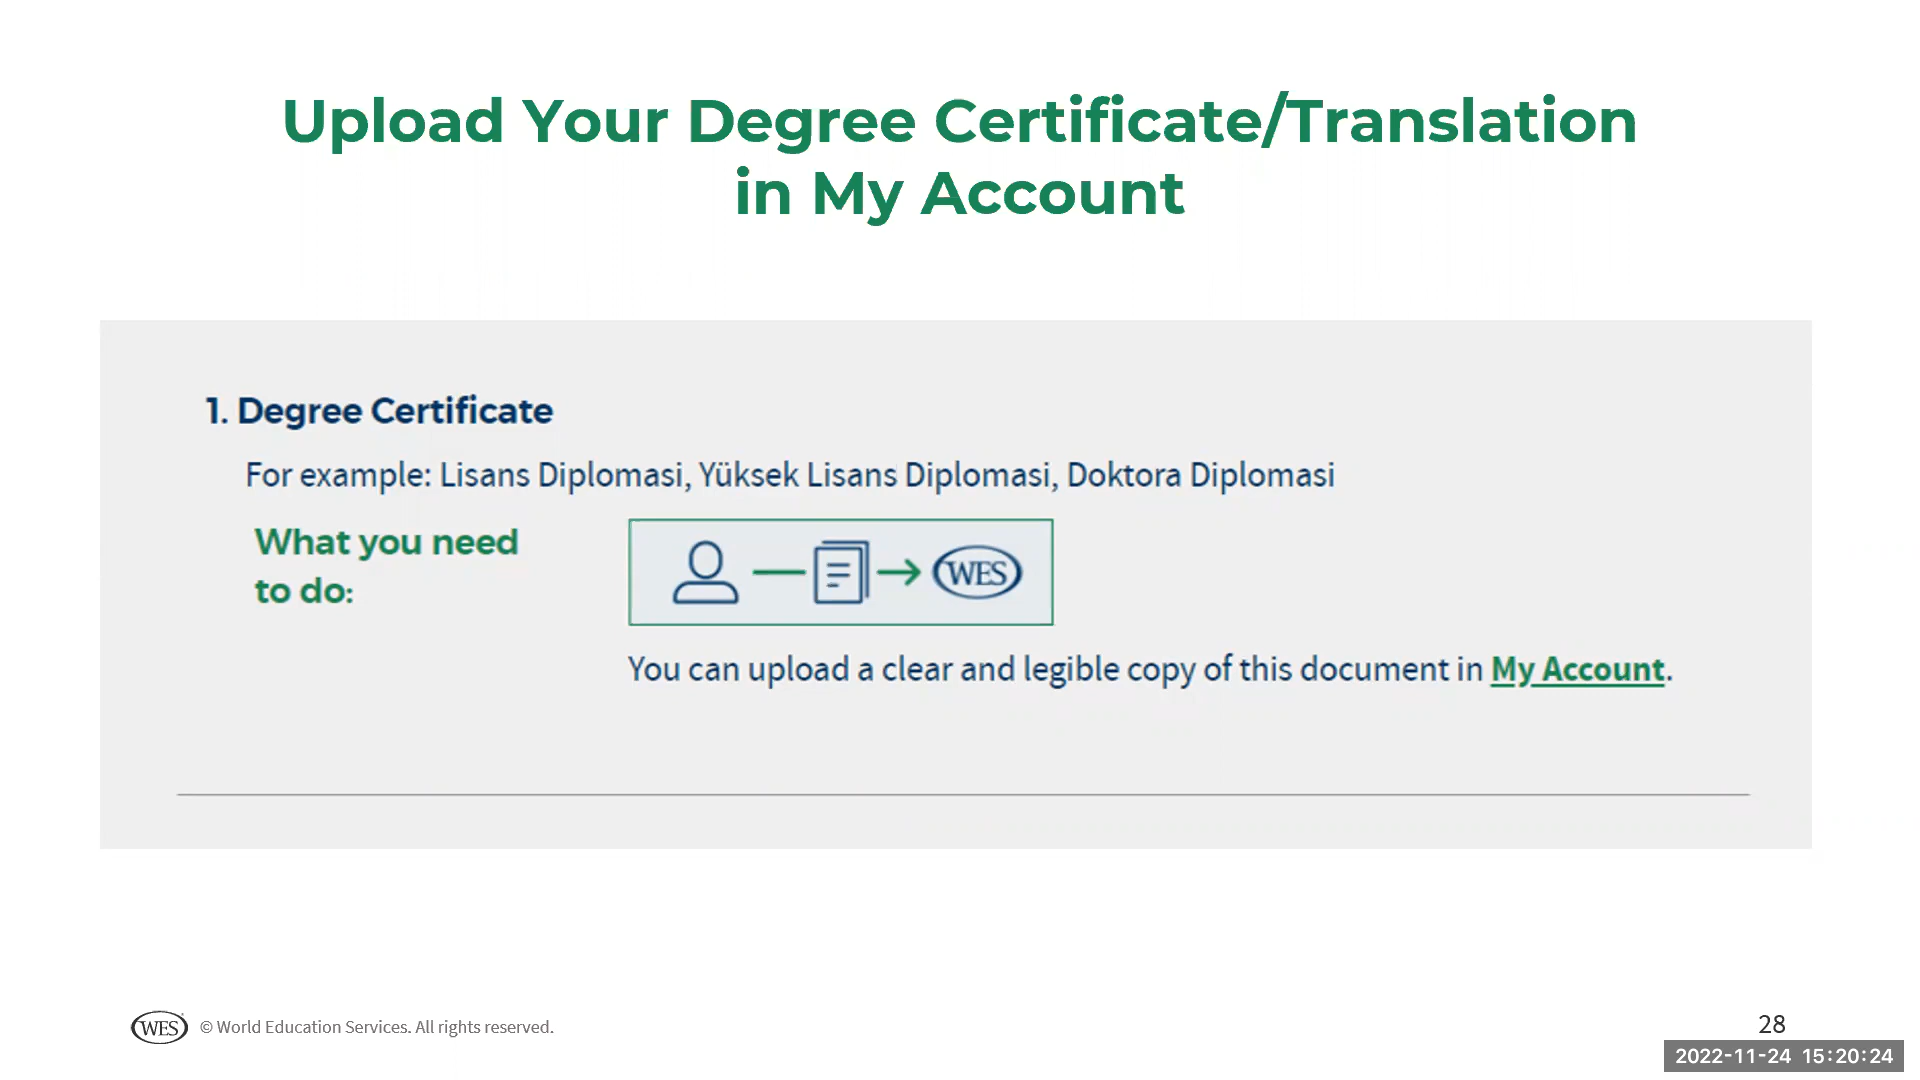 Upload Your Degree Certificate/Translation
in My Account
1. Degree Certificate
For example: Lisans Diplomasi, Yüksek Lisans Diplomasi, Doktora Diplomasi
What you need
to do:
WES
You can upload a clear and legible copy of this document in My Account.
WES © World Education Services. All rights reserved.
28
2022-11-24 15:20:24